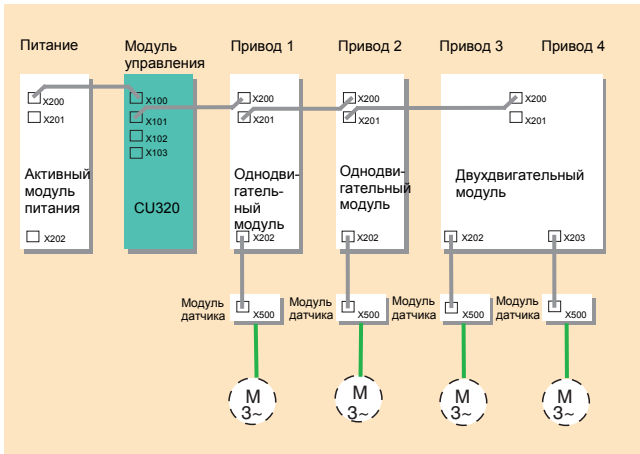 Питание
Модуль
управления
Привод 1
Привод 2
Привод 3
Привод 4
X200
X201
Активный
модуль
питания
X202
X100
X101
X102
X103
CU320
X200
X201
Однодви-
гатель-
ный
модуль
X202
X200
X201
Однодви-
гательный
модуль
X202
X200
X201
Двухдвигательный
модуль
X202
X203
Модуль
датчика
X500
Модуль
датчика
X500
Модуль
датчика
X500
Модуль
датчика
X500
M
3~
M
3~
M
3~
M
3~